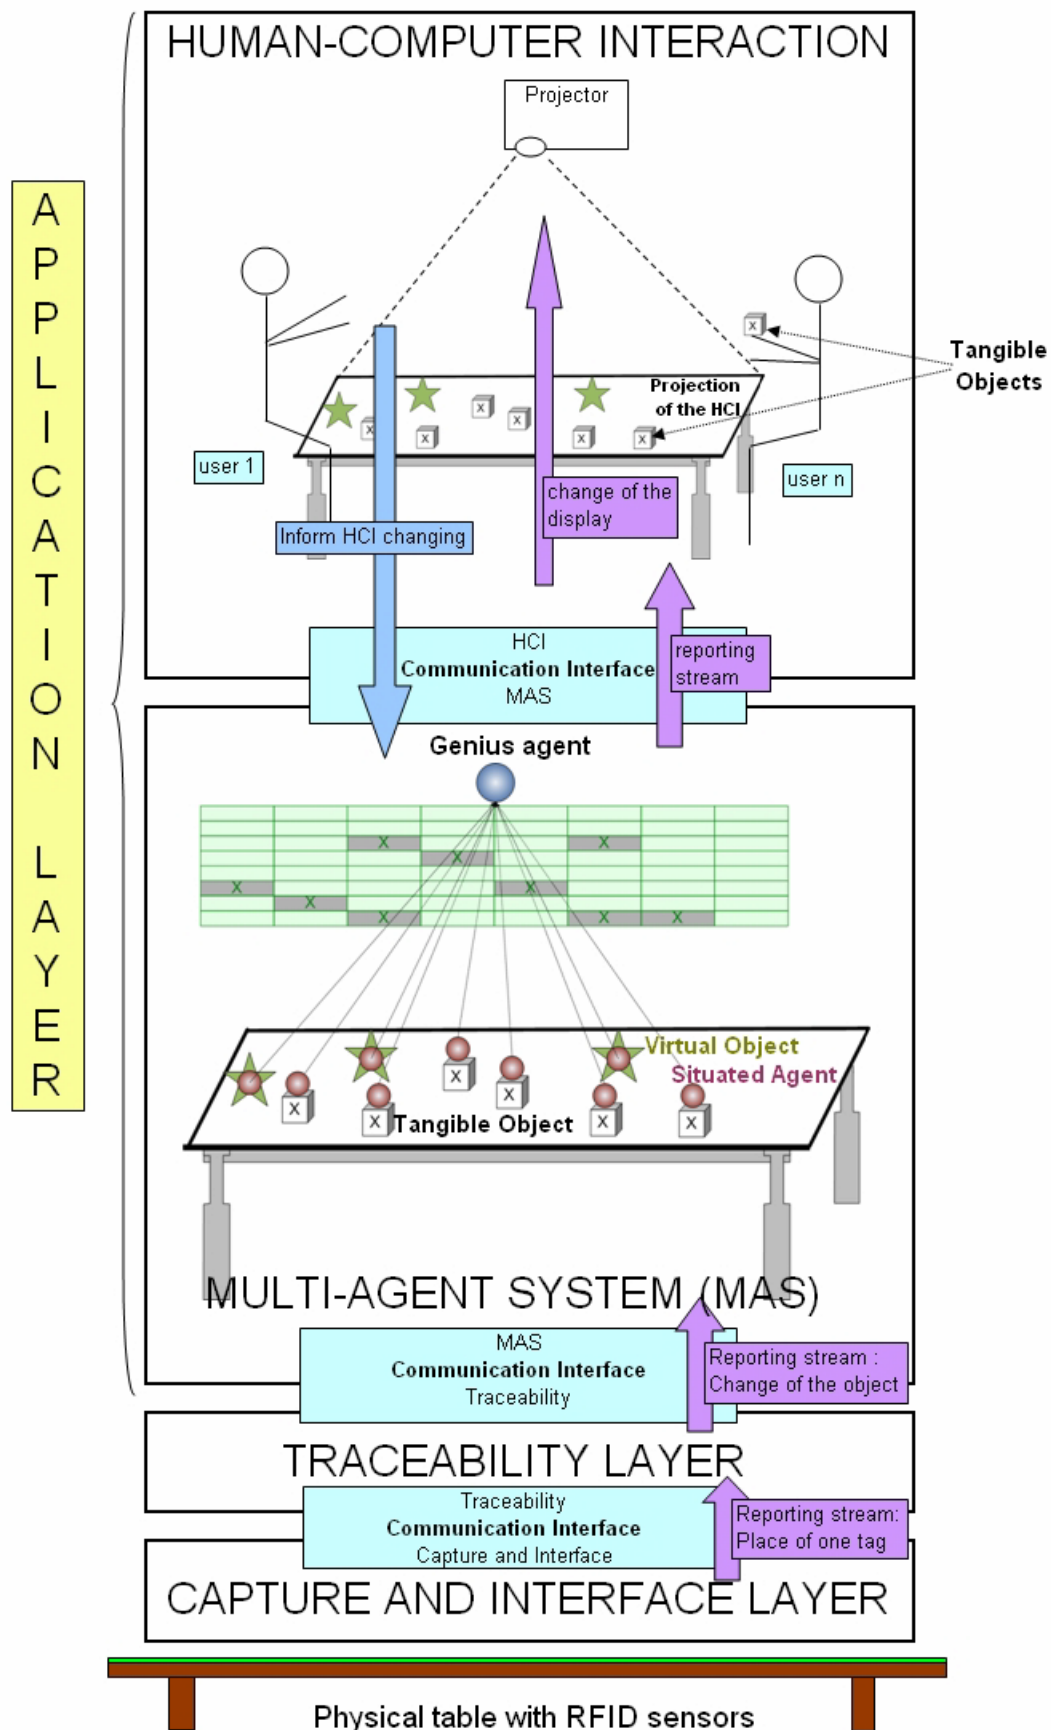 HUMAN-COMPUTER INTERACTION
Projector
APPLICATION LAYER
Tangible
Objects
Projection
of the HCI
X
X
X
X
X
X
X
user 1
user n
change of the
display
Inform HCI changing
HCI
Communication Interface
MAS
reporting
stream
Genius agent
X
X
X
X
X
X
X
X
X
Virtual Object
Situated Agent
X
X
X
X
X
X
Tangible Object
MULTI-AGENT SYSTEM (MAS)
MAS
Communication Interface
Traceability
Reporting stream :
Change of the object
TRACEABILITY LAYER
Traceability
Communication Interface
Capture and Interface
Reporting stream:
Place of one tag
CAPTURE AND INTERFACE LAYER
Physical table with RFID sensors